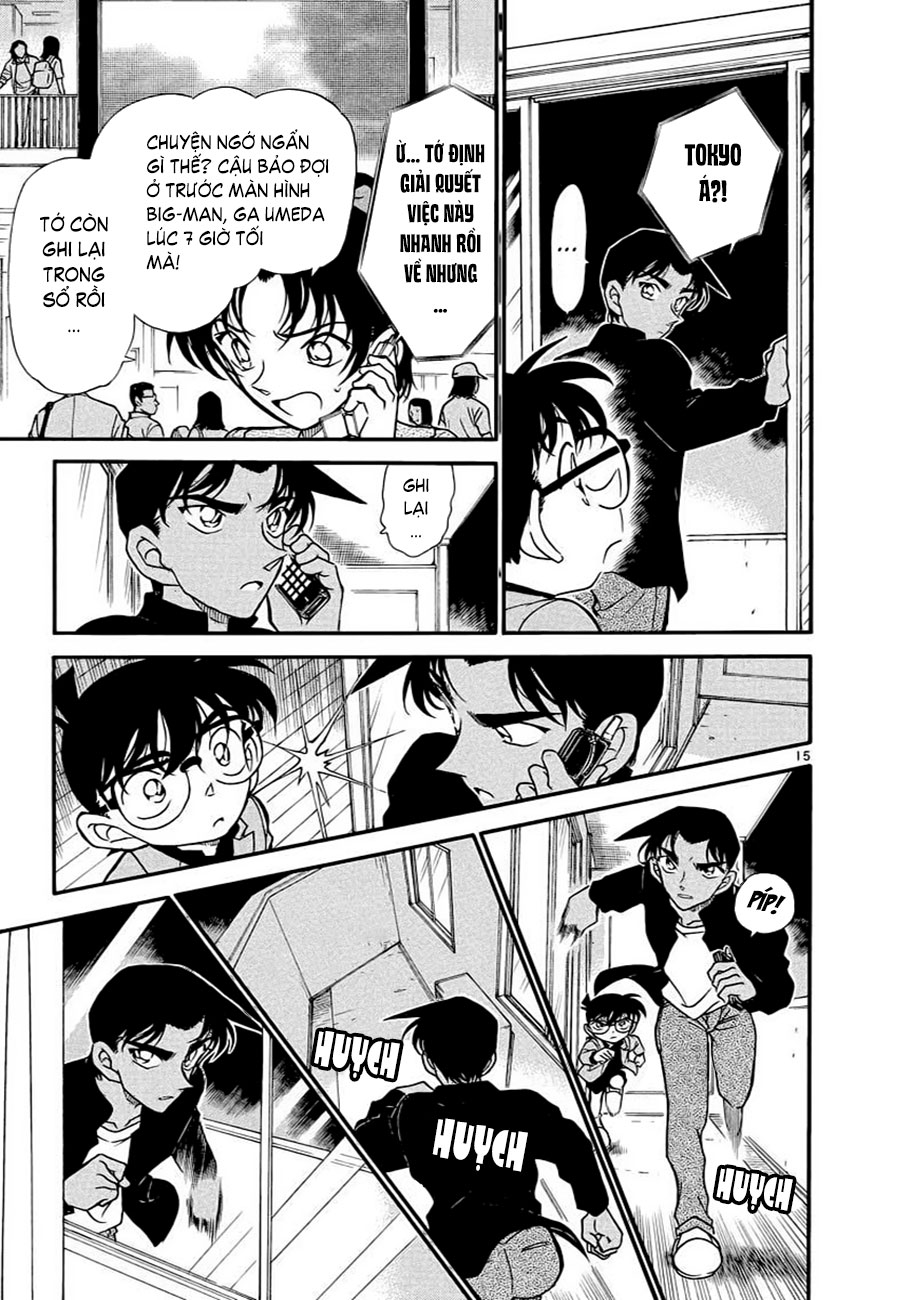 TOKYO
Á?!
...
Ừ... TỚ ĐỊNH
GIẢI QUYẾT
VIỆC NÀY
NHANH RỒI
VỀ NHƯNG
...
CHUYỆN NGỚ NGẨN
GÌ THẾ? CẬU BẢO ĐỢI
Ở TRƯỚC MÀN HÌNH
BIG-MAN, GA UMEDA
LÚC 7 GIỜ TỐI
MÀ!
TỚ CÒN
GHI LẠI
TRONG
SỔ RỒI
...
GHI
LẠI
...
15
PÍP!
HUỴCH
HUỴCH
HUỴCH